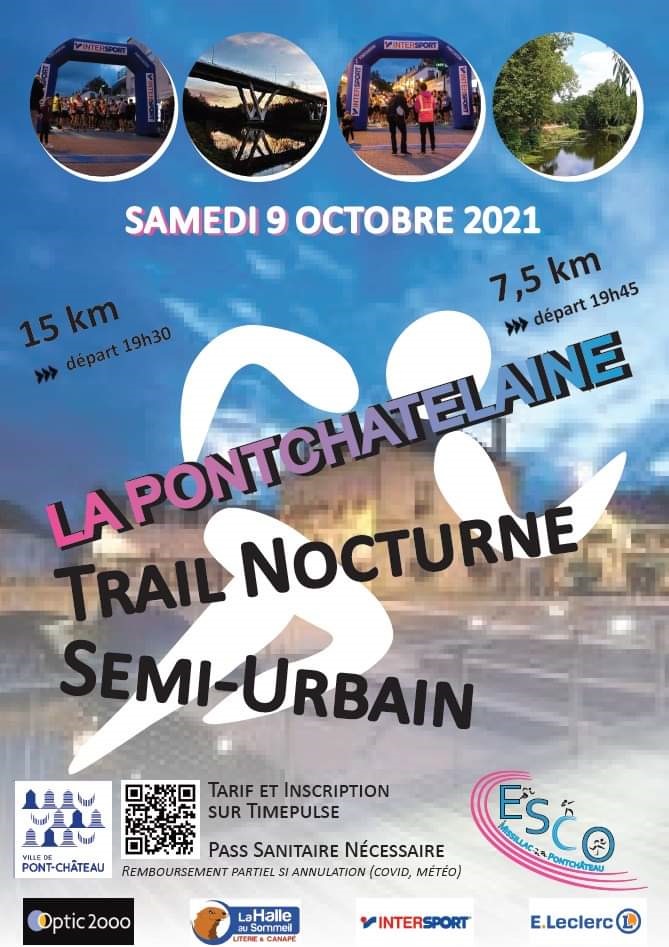 INTERSPORT
INTERSPORT
SAMEDI 9 OCTOBRE 2021
15 km
départ 19h30
7,5 km
départ 19h45
LA PONTCHATELAINE
TRAIL NOCTURNE
SEMI-URBAIN
VILLE DE
PONT-CHÂTEAU
TARIF ET INSCRIPTION
SUR TIMEPULSE
PASS SANITAIRE NÉCESSAIRE
REMBOURSEMENT PARTIEL SI ANNULATION (COVID, MÉTÉO)
ESCO
MISSILLAC PONTCHÂTEAU
Optic 2000
La Halle
au Sommeil
LITERIE & CANAPÉ
INTERSPORT
E.Leclerc L